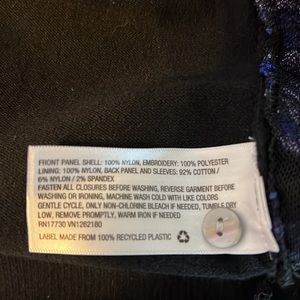 FRONT PANEL SHELL: 100% NYLON, EMBROIDERY: 100% POLYESTER
LINING: 100% NYLON, BACK PANEL AND SLEEVES: 92% COTTON /
6% NYLON / 2% SPANDEX
FASTEN ALL CLOSURES BEFORE WASHING, REVERSE GARMENT BEFORE
WASHING OR IRONING, MACHINE WASH COLD WITH LIKE COLORS
GENTLE CYCLE, ONLY NON-CHLORINE BLEACH IF NEEDED, TUMBLE DRY
LOW, REMOVE PROMPTLY, WARM IRON IF NEEDED
RN17730 VN1262180
LABEL MADE FROM 100% RECYCLED PLASTIC